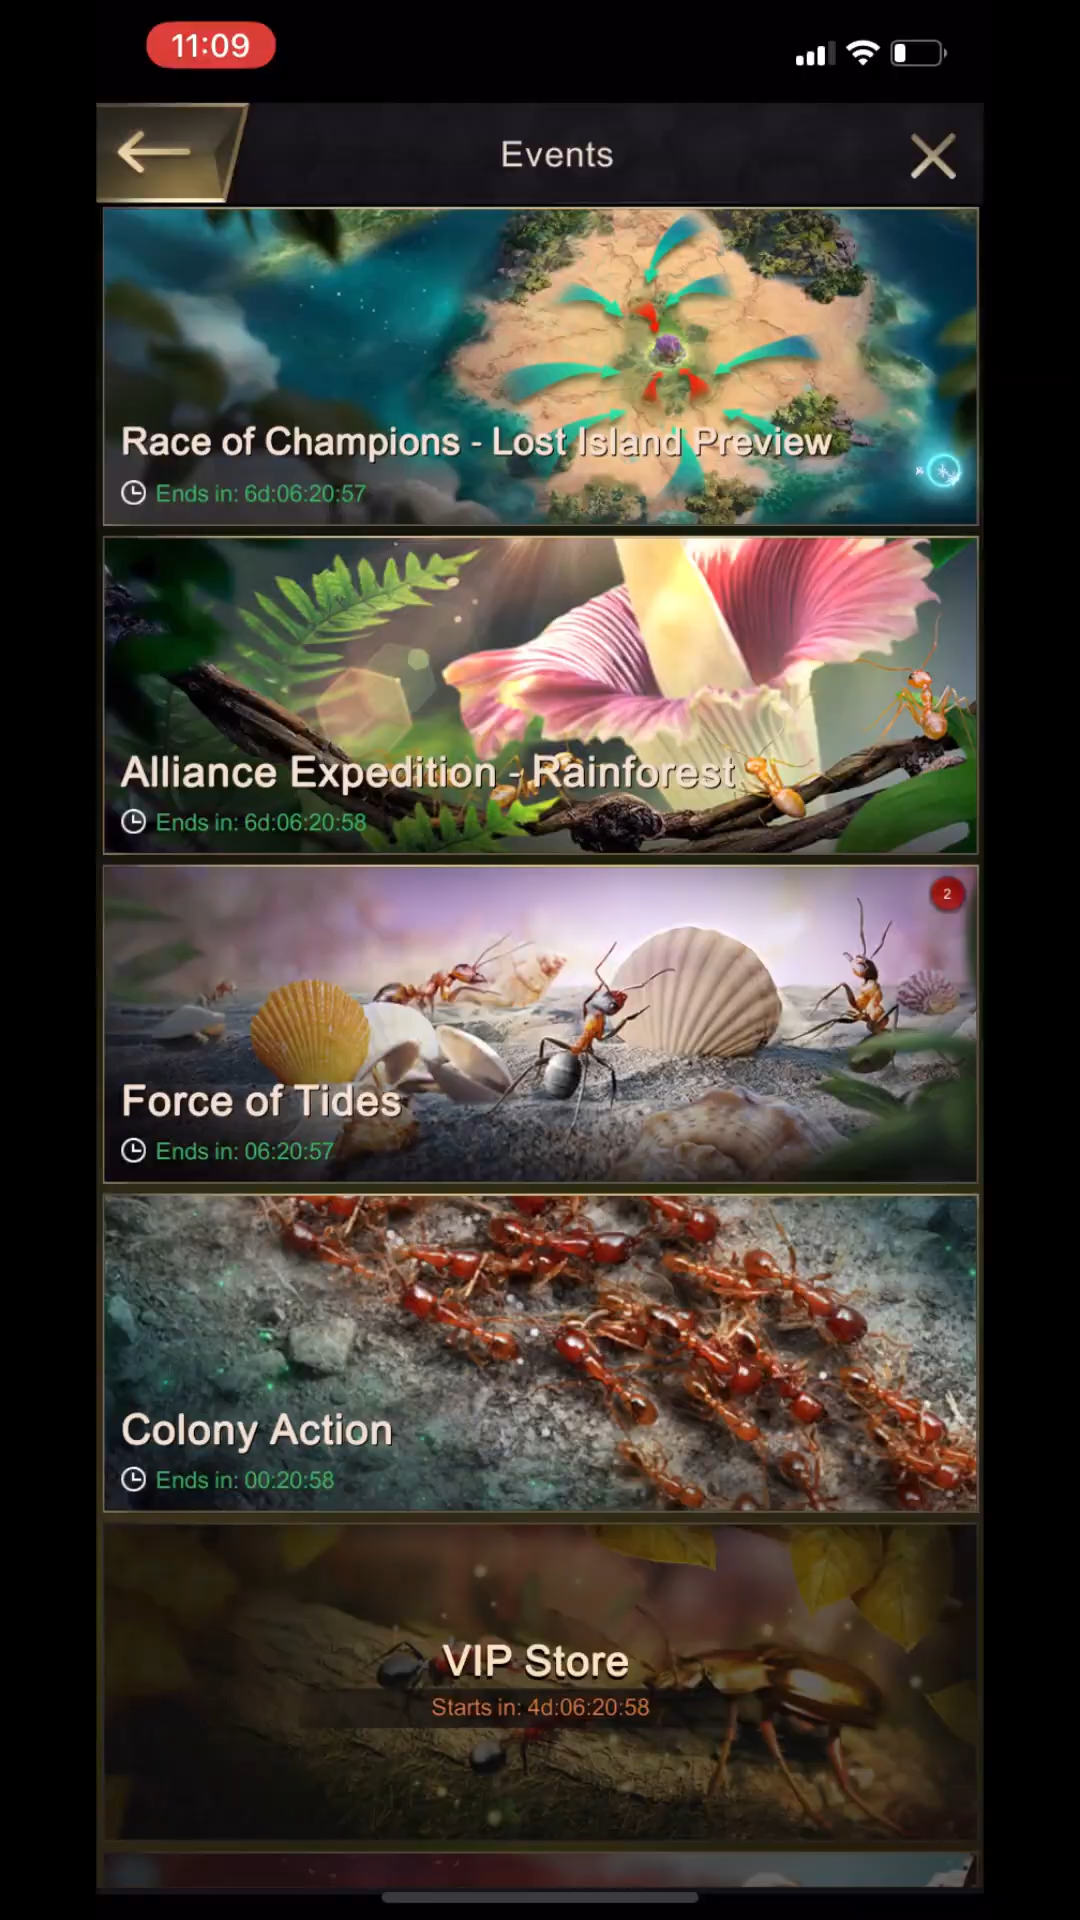 11:09
Events
Race of Champions - Lost Island Preview
Ends in: 6d:06:20:57
Alliance Expedition - Rainforest
Ends in: 6d:06:20:58
2
Force of Tides
Ends in: 06:20:57
Colony Action
Ends in: 00:20:58
VIP Store
Starts in: 4d:06:20:58